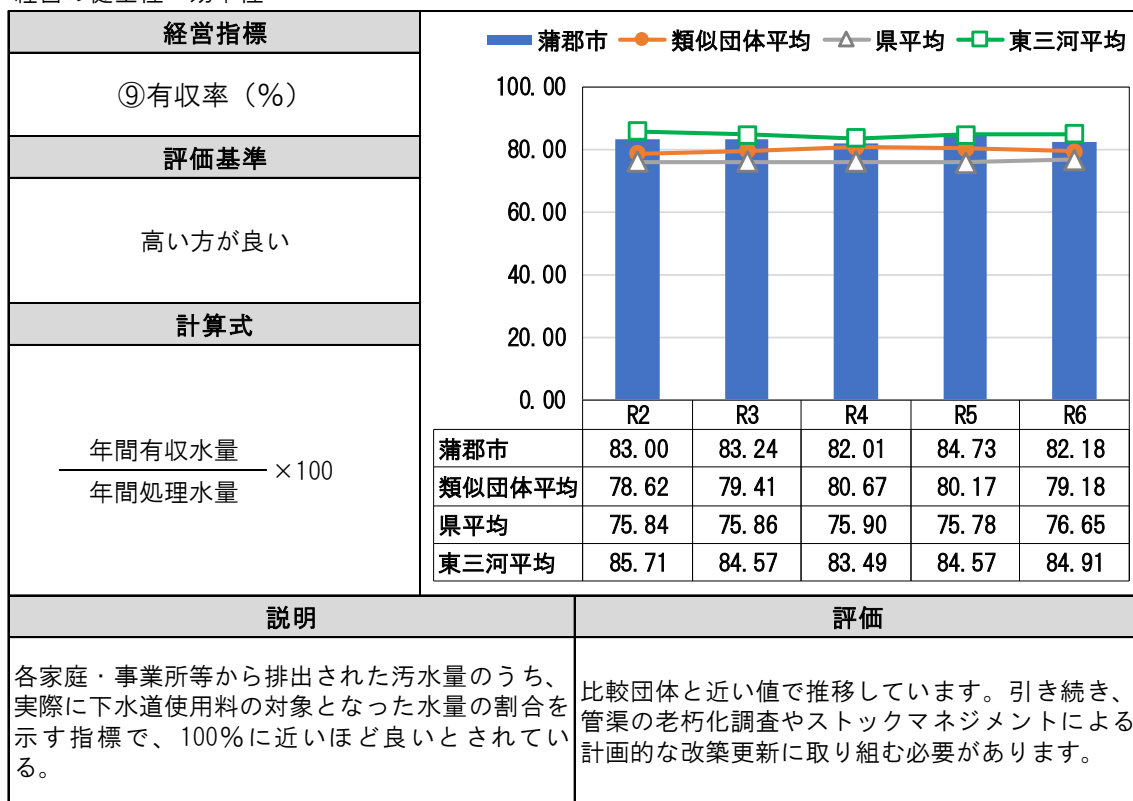 経営指標
⑨有収率（%）
評価基準
高い方が良い
計算式
年間有収水量
年間処理水量
×100
蒲郡市 類似団体平均 県平均 東三河平均
100.00
80.00
60.00
40.00
20.00
0.00
R2 R3 R4 R5 R6
蒲郡市 83.00 83.24 82.01 84.73 82.18
類似団体平均 78.62 79.41 80.67 80.17 79.18
県平均 75.84 75.86 75.90 75.78 76.65
東三河平均 85.71 84.57 83.49 84.57 84.91
説明
各家庭・事業所等から排出された汚水量のうち、
実際に下水道使用料の対象となった水量の割合を
示す指標で、100%に近いほど良いとされてい
る。
評価
比較団体と近い値で推移しています。引き続き、
管渠の老朽化調査やストックマネジメントによる
計画的な改築更新に取り組む必要があります。